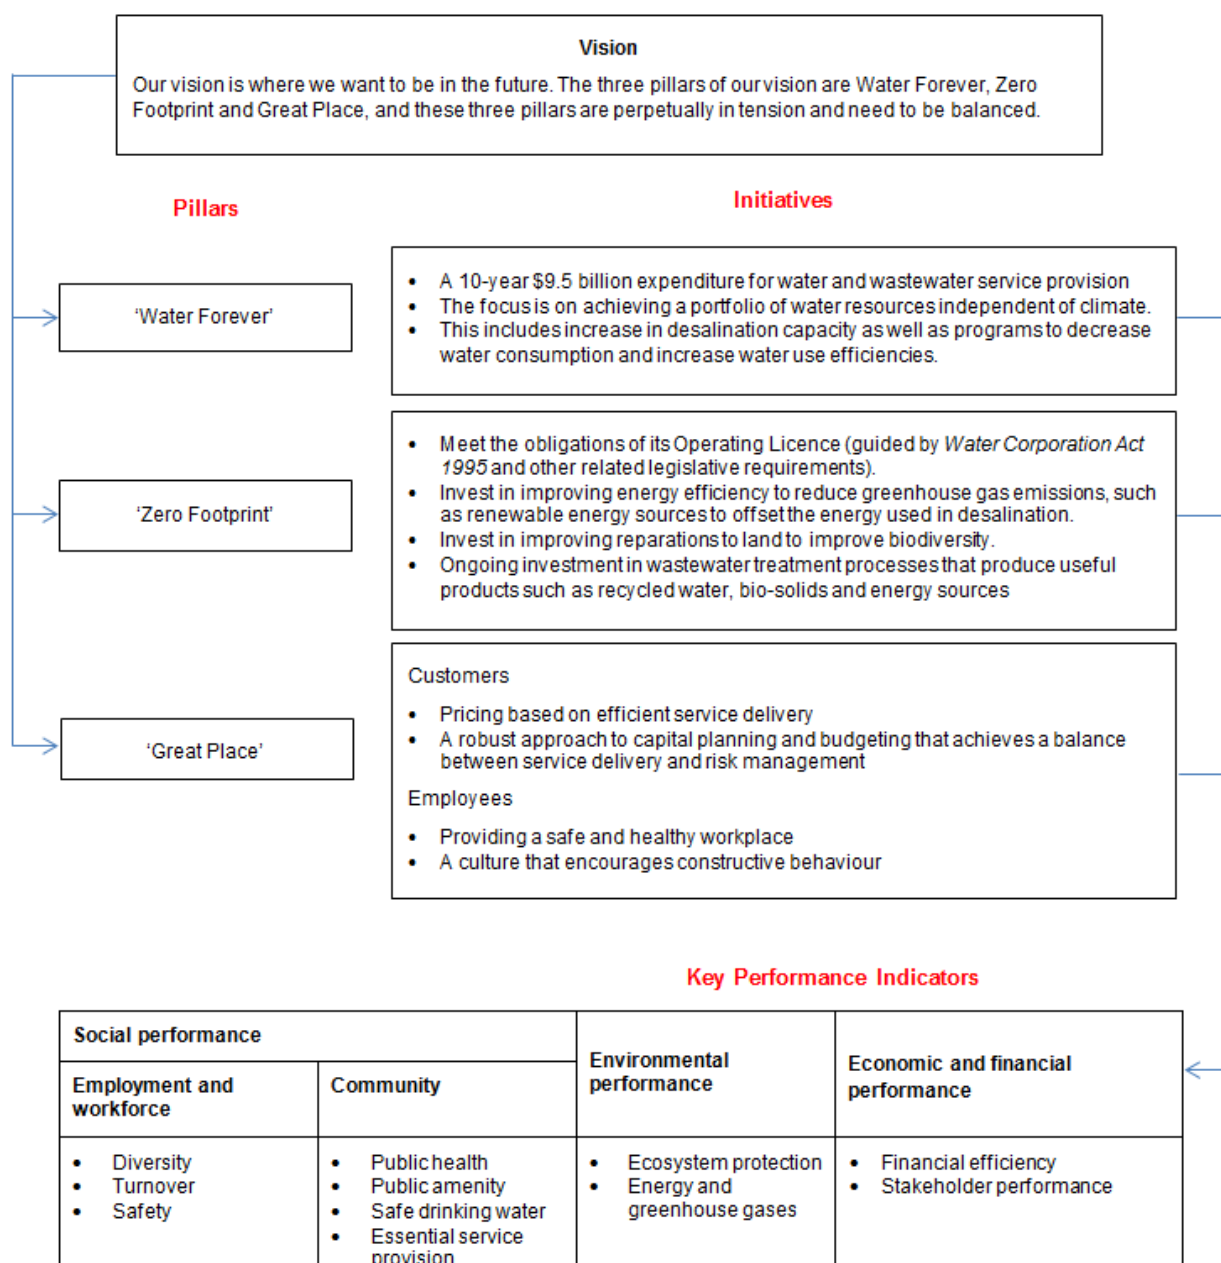 Vision
Our vision is where we want to be in the future. The three pillars of our vision are Water Forever, Zero
Footprint and Great Place, and these three pillars are perpetually in tension and need to be balanced.
Pillars
Initiatives
‘Water Forever’
• A 10-year $9.5 billion expenditure for water and wastewater service provision
• The focus is on achieving a portfolio of water resources independent of climate.
• This includes increase in desalination capacity as well as programs to decrease
water consumption and increase water use efficiencies.
‘Zero Footprint’
• Meet the obligations of its Operating Licence (guided by Water Corporation Act
1995 and other related legislative requirements).
• Invest in improving energy efficiency to reduce greenhouse gas emissions, such
as renewable energy sources to offset the energy used in desalination.
• Invest in improving reparations to land to improve biodiversity.
• Ongoing investment in wastewater treatment processes that produce useful
products such as recycled water, bio-solids and energy sources
‘Great Place’
Customers
• Pricing based on efficient service delivery
• A robust approach to capital planning and budgeting that achieves a balance
between service delivery and risk management
Employees
• Providing a safe and healthy workplace
• A culture that encourages constructive behaviour
Key Performance Indicators
Social performance
Employment and
workforce
Community
Environmental
performance
Economic and financial
performance
• Diversity
• Turnover
• Safety
• Public health
• Public amenity
• Safe drinking water
• Essential service
provision
• Ecosystem protection
• Energy and
greenhouse gases
• Financial efficiency
• Stakeholder performance